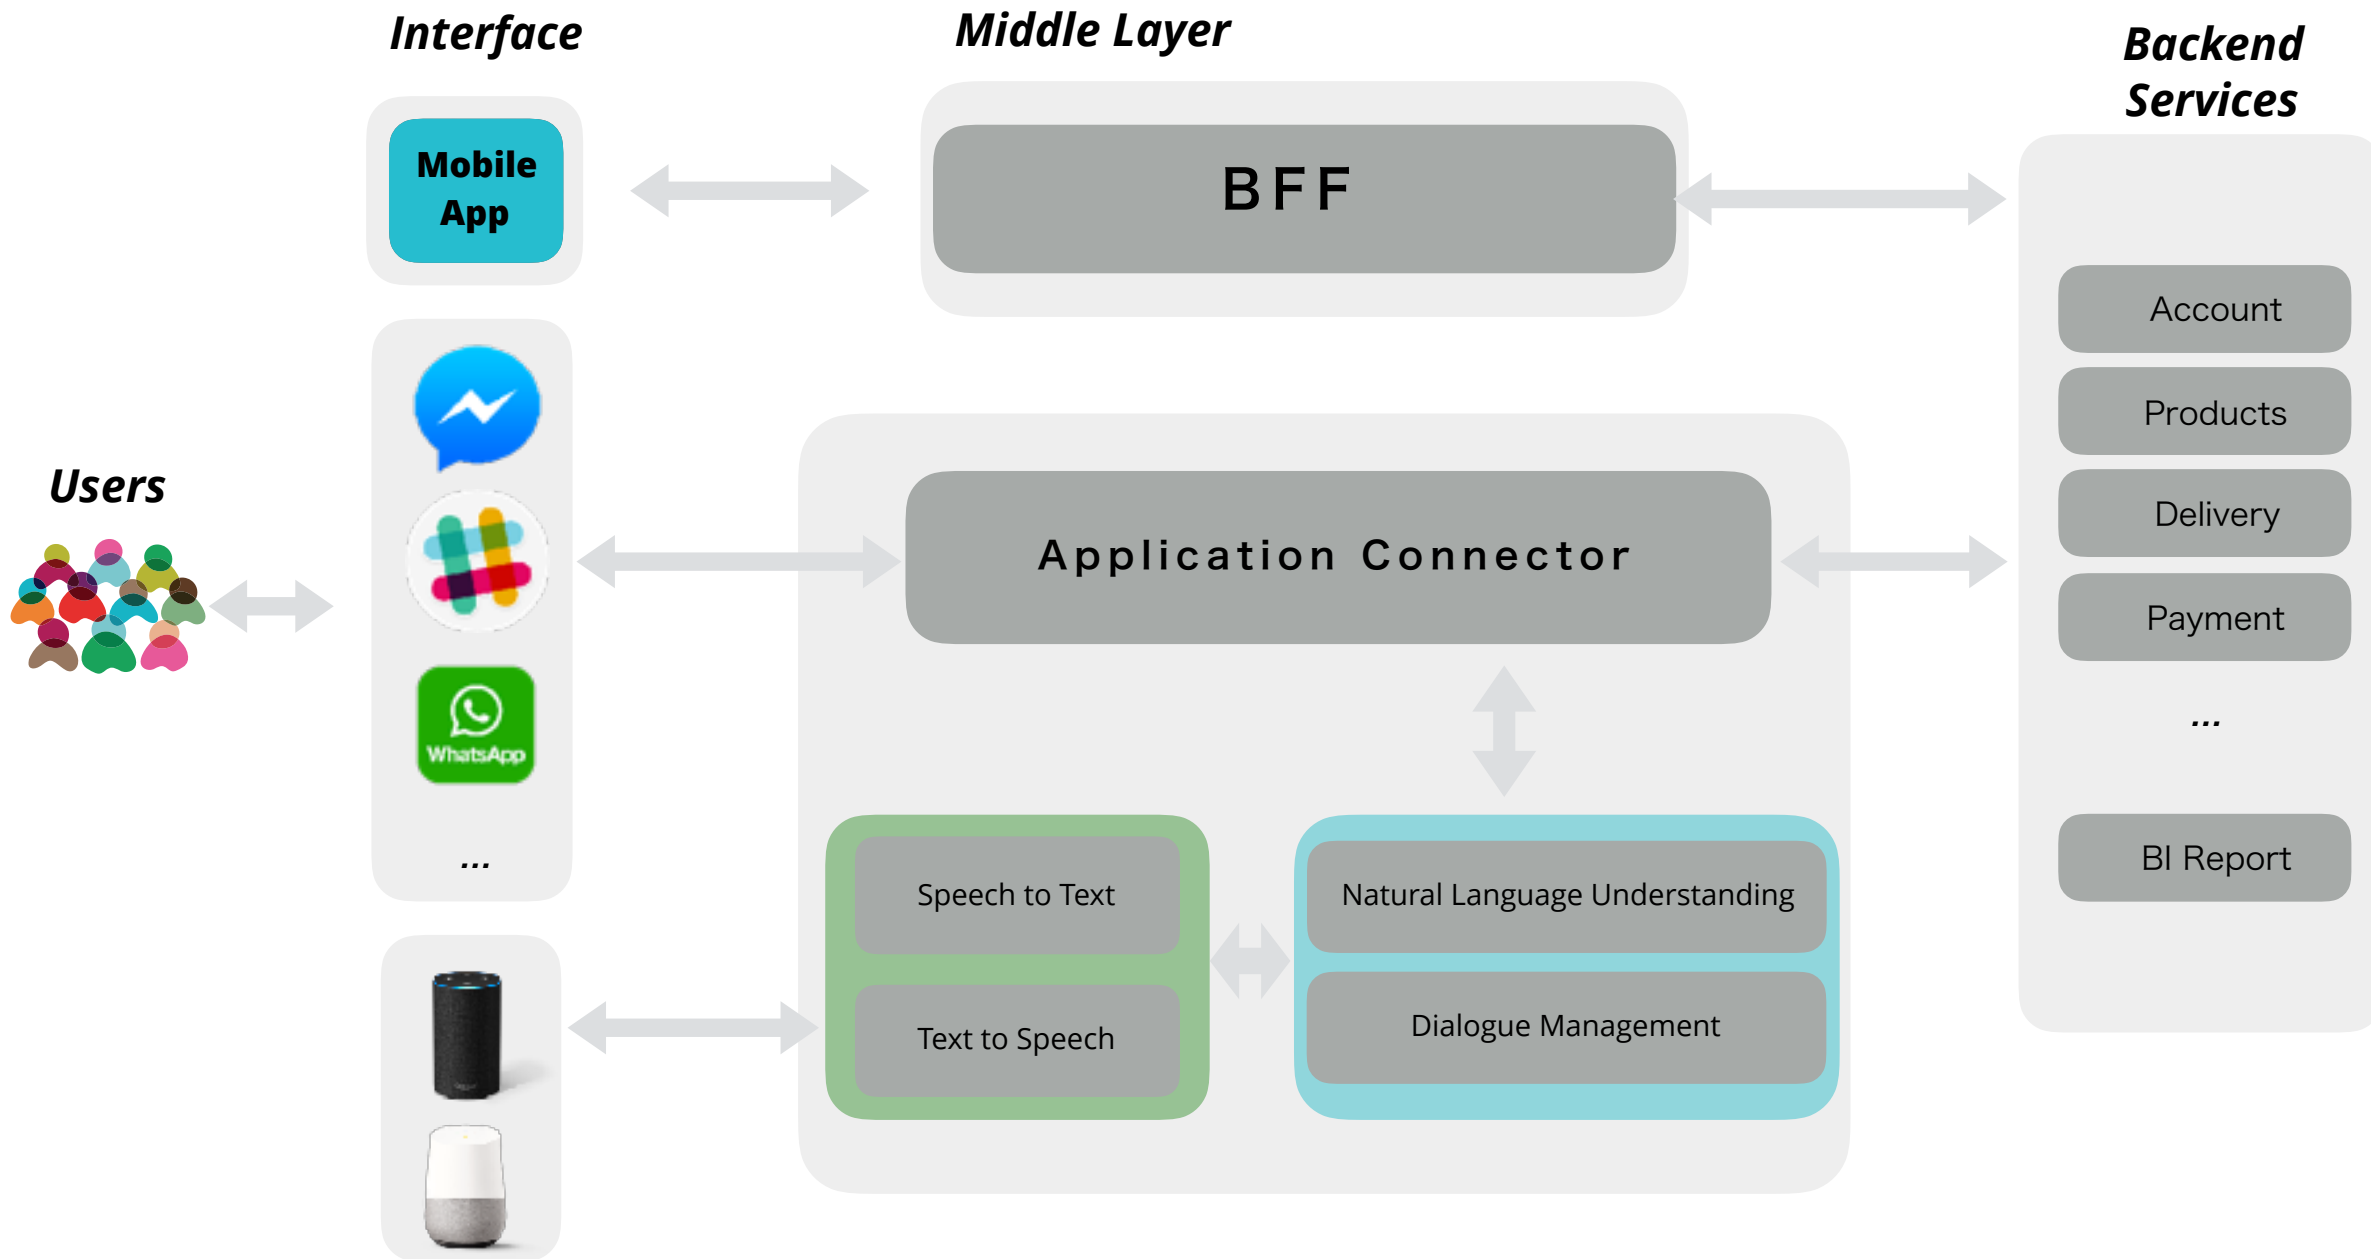 Interface
Middle Layer
Backend
Services
Mobile
App
BFF
Account
Products
Users
Application Connector
Delivery
Payment
...
WhatsApp
...
Speech to Text
Natural Language Understanding
BI Report
Text to Speech
Dialogue Management